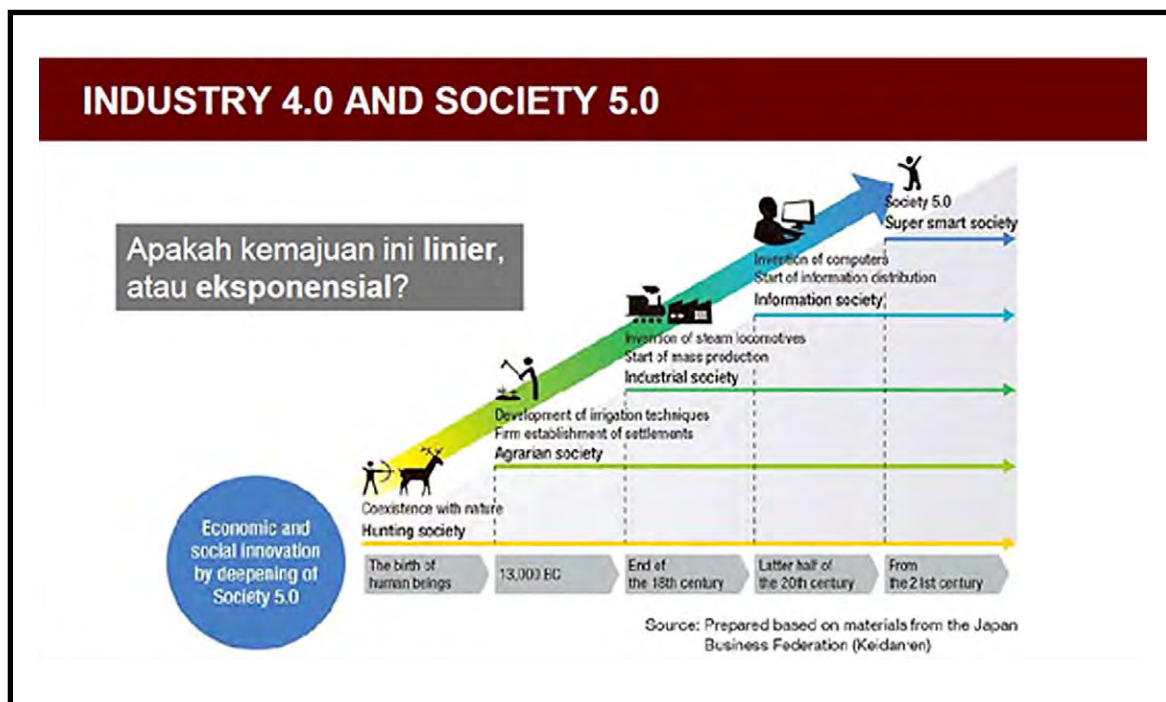 INDUSTRY 4.0 AND SOCIETY 5.0
Apakah kemajuan ini linier,
atau eksponensial?
Society 5.0
Super smart society
Invention of computers
Start of information distribution
Information society
Invention of steam locomotives
Start of mass production
Industrial society
Development of irrigation techniques
Firm establishment of settlements
Agrarian society
Coexistence with nature
Hunting society
Economic and
social innovation
by deepening of
Society 5.0
The birth of
human beings
13,000 BC
End of
the 18th century
Latter half of
the 20th century
From
the 21st century
Source: Prepared based on materials from the Japan
Business Federation (Keidanren)